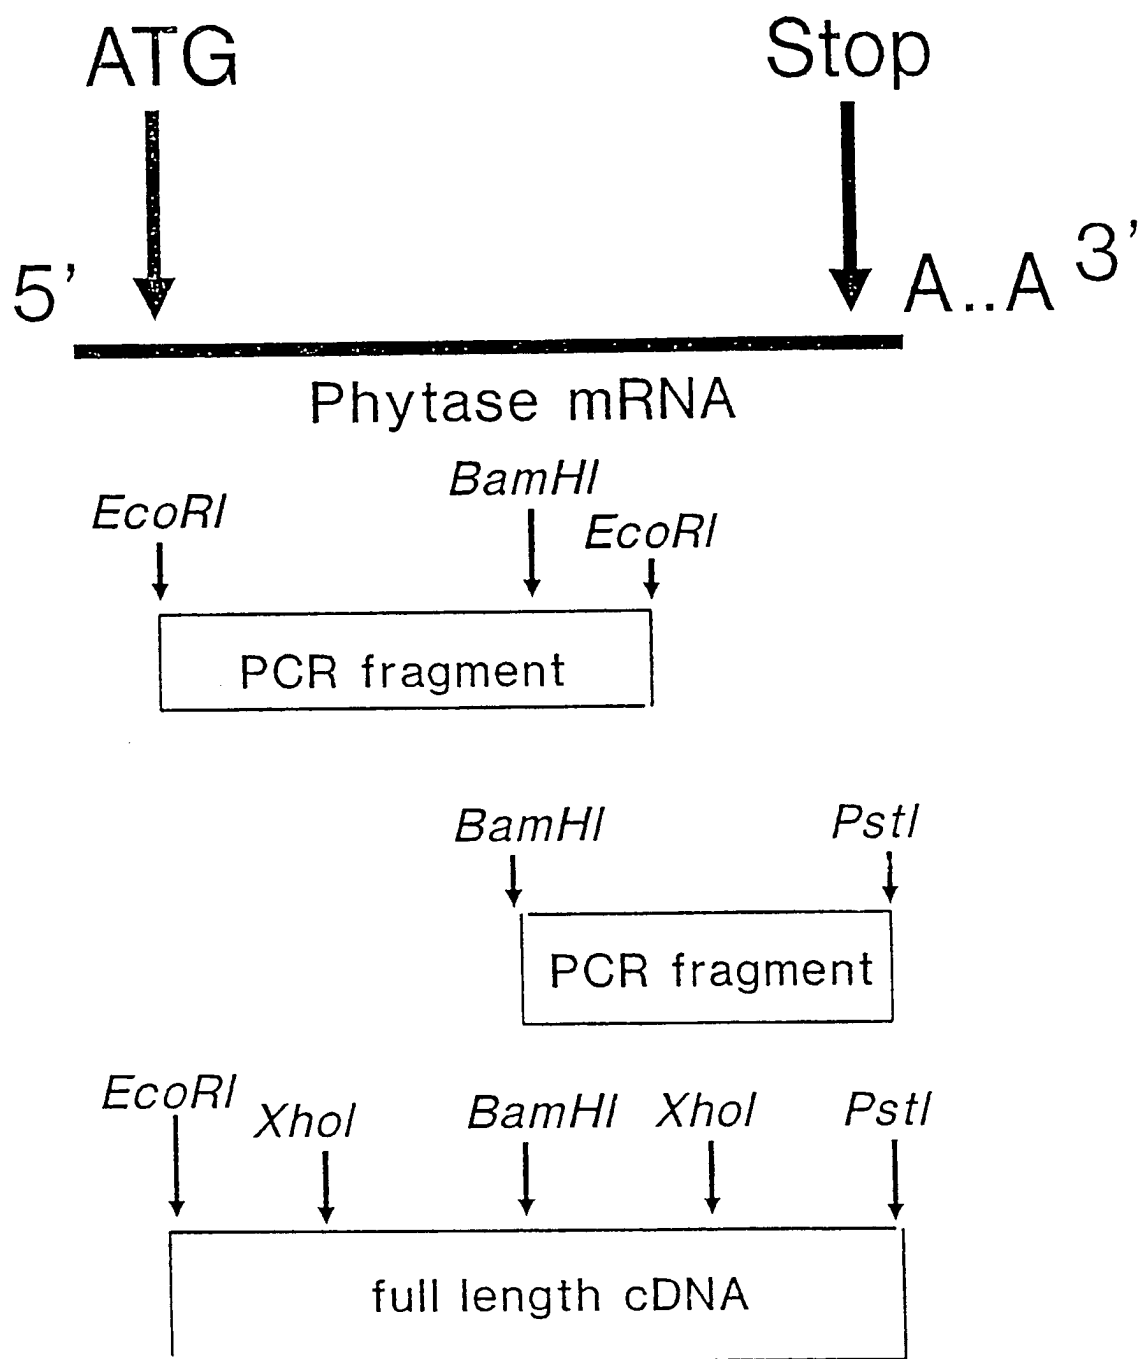 ATG Stop
5' A..A 3'
Phytase mRNA
EcoRI BamHI EcoRI
PCR fragment
BamHI PstI
PCR fragment
EcoRI XhoI BamHI XhoI PstI
full length cDNA